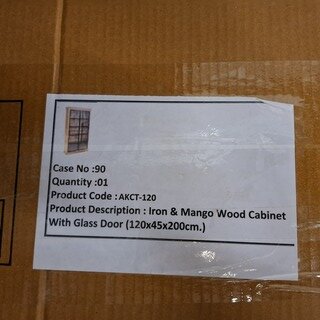 Case No :90
Quantity :01
Product Code : AKCT-120
Product Description : Iron & Mango Wood Cabinet
With Glass Door (120x45x200cm.)